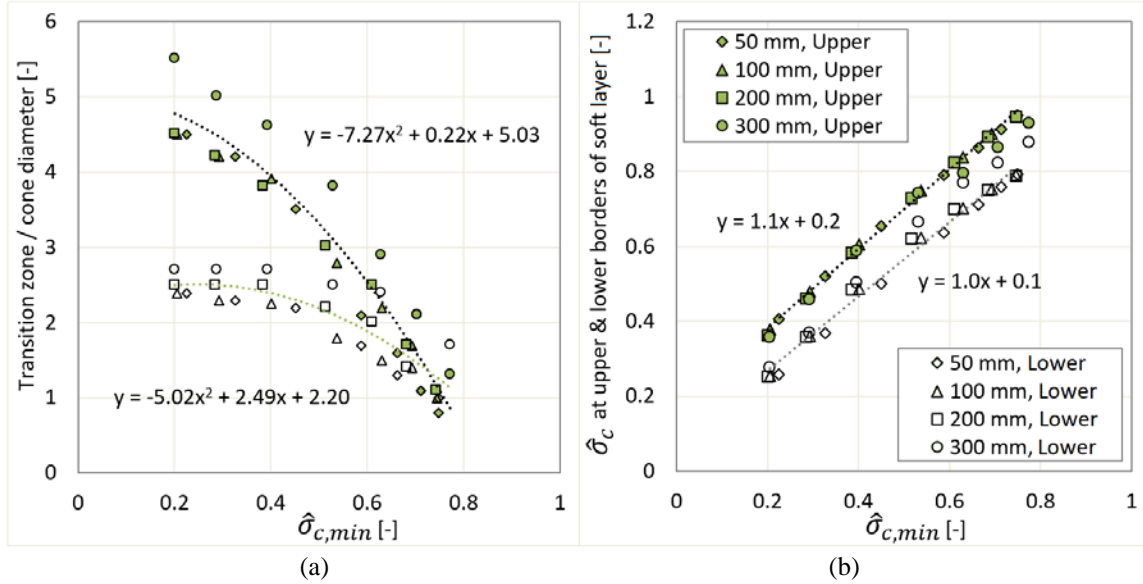 Transition zone / cone diameter [-]
6
5
4
3
2
1
0
y = -7.27x² + 0.22x + 5.03
y = -5.02x² + 2.49x + 2.20
0 0.2 0.4 0.6 0.8 1
σ̂c,min [-]
(a)
σ̂c at upper & lower borders of soft layer [-]
1.2
1
0.8
0.6
0.4
0.2
0
50 mm, Upper
100 mm, Upper
200 mm, Upper
300 mm, Upper
y = 1.1x + 0.2
y = 1.0x + 0.1
50 mm, Lower
100 mm, Lower
200 mm, Lower
300 mm, Lower
0 0.2 0.4 0.6 0.8 1
σ̂c,min [-]
(b)